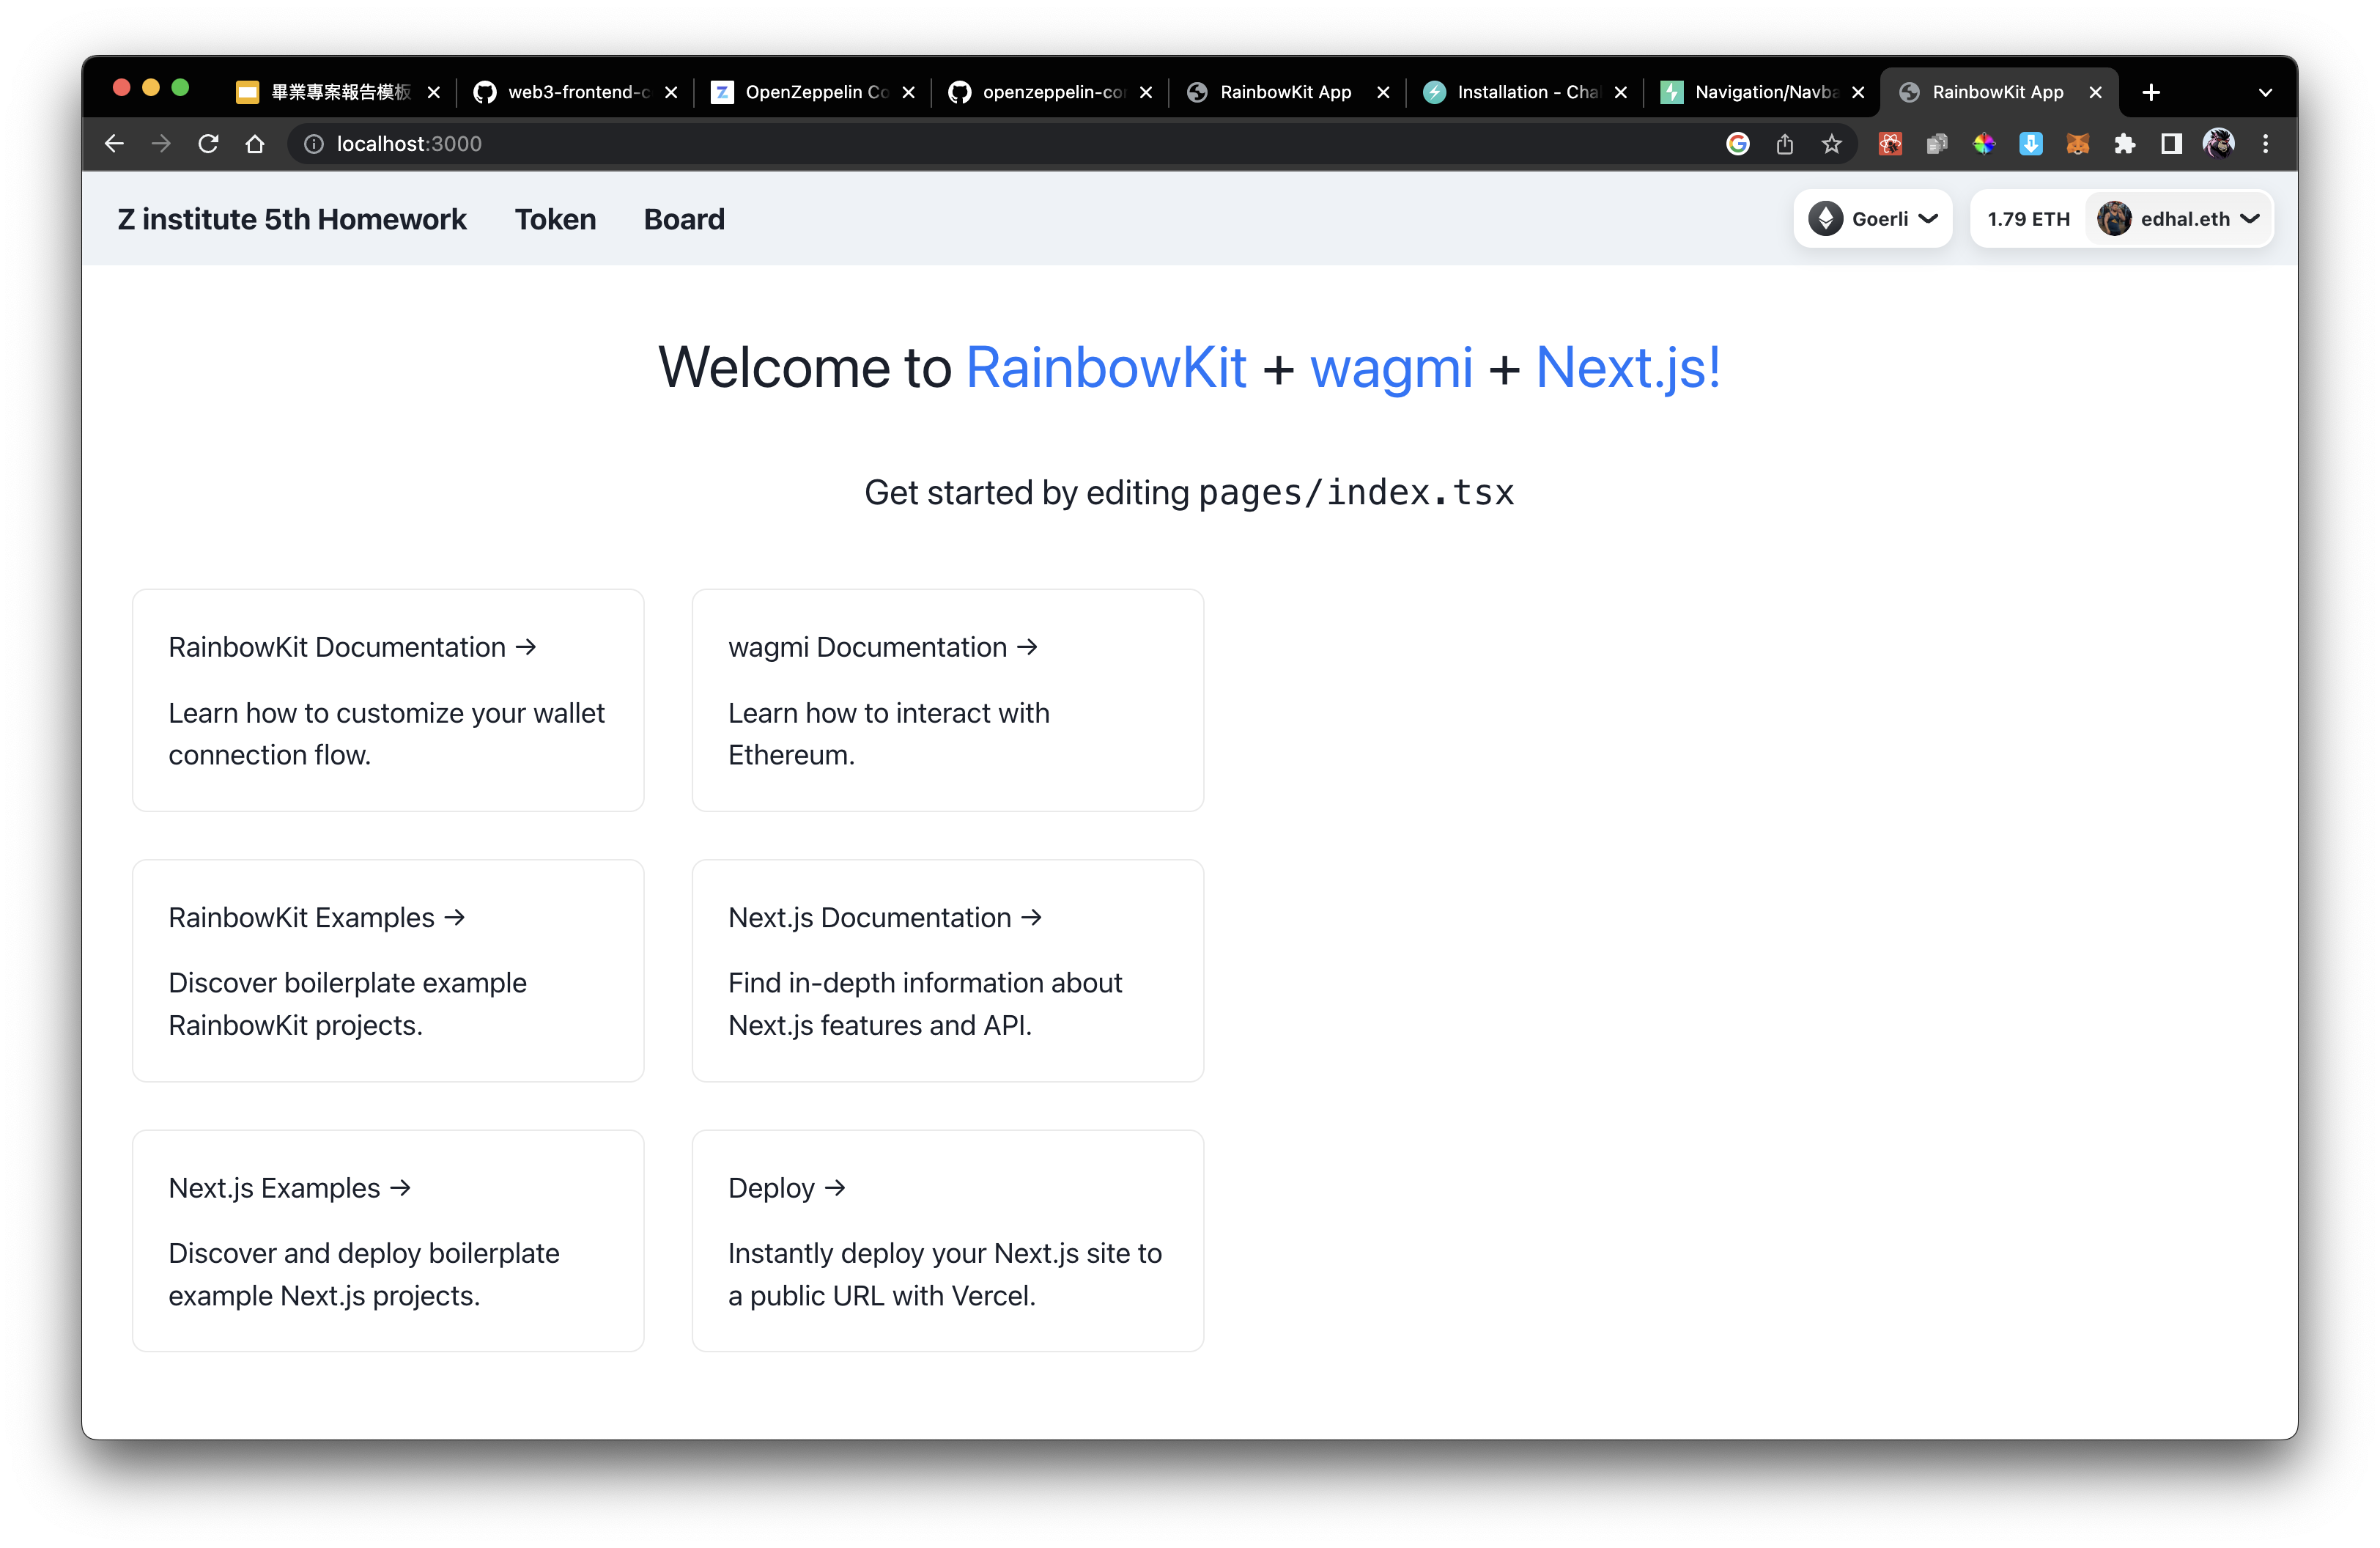 畢業專案報告模板
web3-frontend-c
OpenZeppelin Co
openzeppelin-con
RainbowKit App
Installation - Cha
Navigation/Navba
RainbowKit App
localhost:3000
Z institute 5th Homework
Token
Board
Goerli
1.79 ETH
edhal.eth
Welcome to RainbowKit + wagmi + Next.js!
Get started by editing pages/index.tsx
RainbowKit Documentation →
Learn how to customize your wallet
connection flow.
wagmi Documentation →
Learn how to interact with
Ethereum.
RainbowKit Examples →
Discover boilerplate example
RainbowKit projects.
Next.js Documentation →
Find in-depth information about
Next.js features and API.
Next.js Examples →
Discover and deploy boilerplate
example Next.js projects.
Deploy →
Instantly deploy your Next.js site to
a public URL with Vercel.